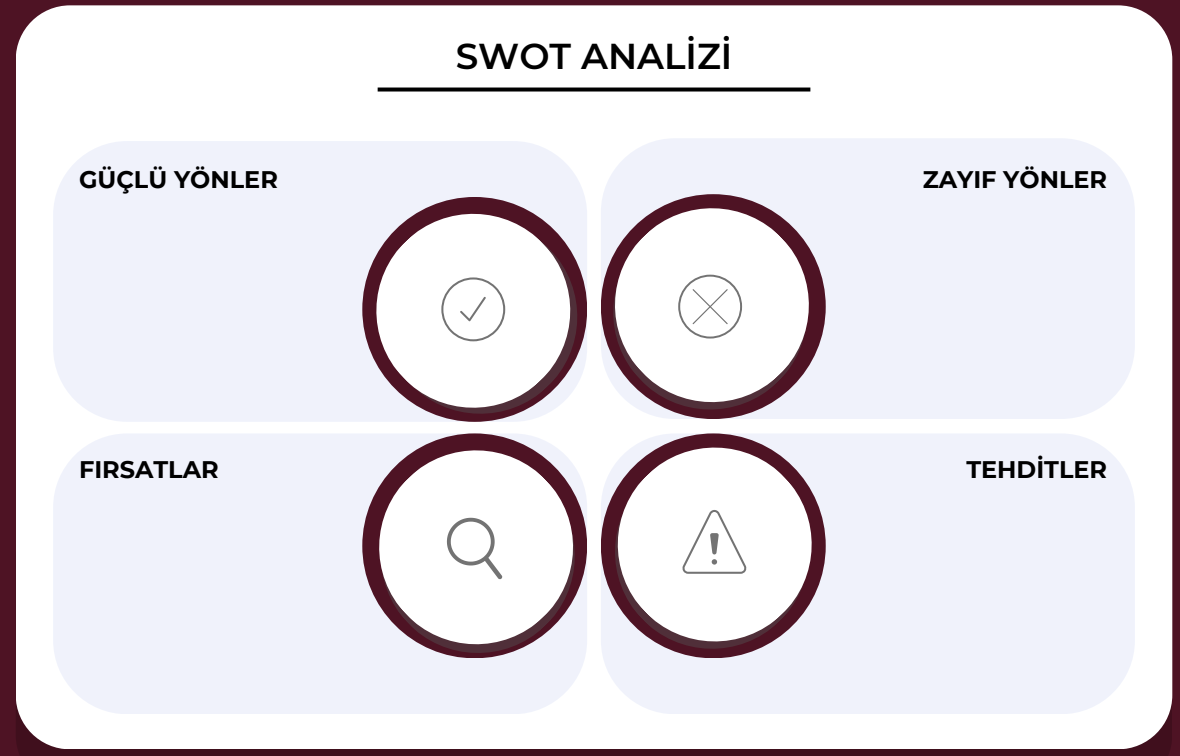 SWOT ANALİZİ
GÜÇLÜ YÖNLER
ZAYIF YÖNLER
FIRSATLAR
TEHDİTLER